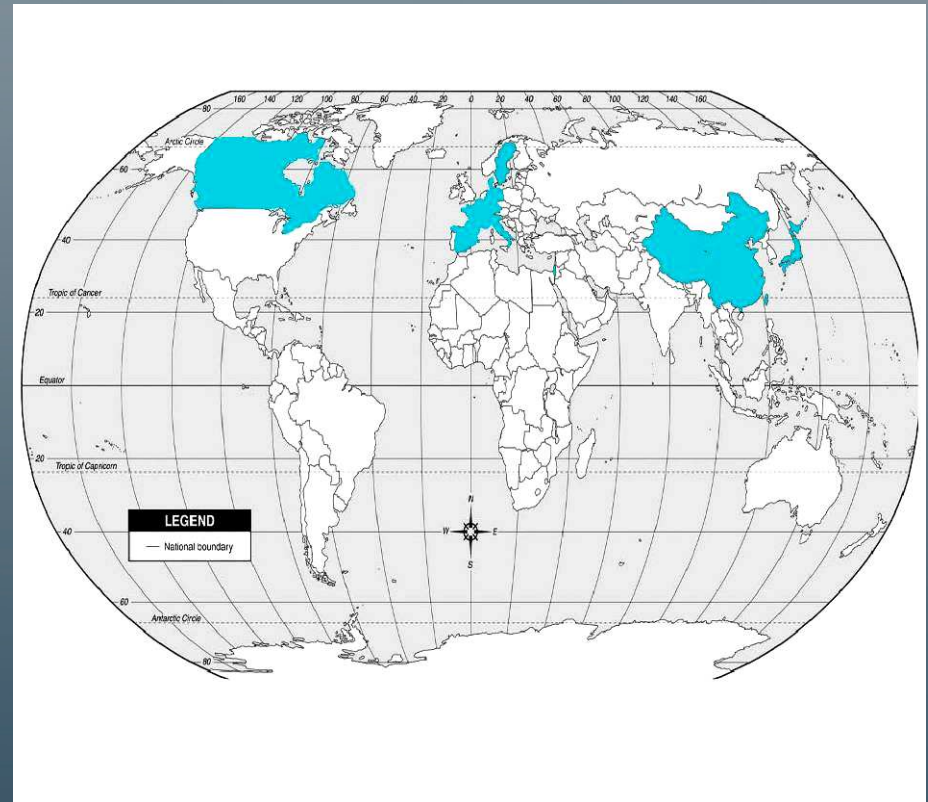 160 140 120 100 80 60 40 20 0 20 40 60 80 100 120 140 160
80
Arctic Circle
60
40
Tropic of Cancer
20
Equator
20
Tropic of Capricorn
LEGEND
National boundary
N
W E
S
40
60
Antarctic Circle
80